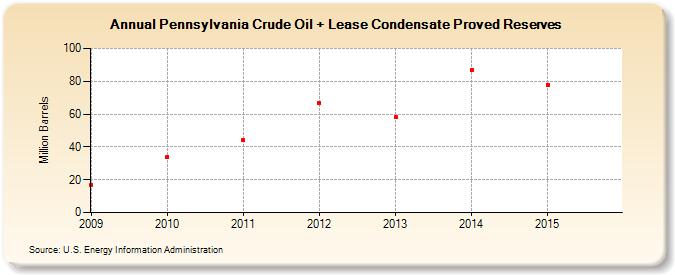 Annual Pennsylvania Crude Oil + Lease Condensate Proved Reserves
Million Barrels
100
80
60
40
20
0
2009 2010 2011 2012 2013 2014 2015
Source: U.S. Energy Information Administration